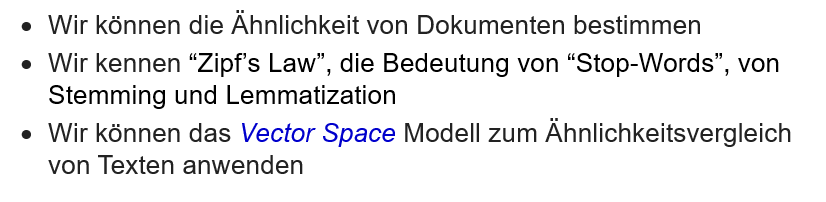 • Wir können die Ähnlichkeit von Dokumenten bestimmen
• Wir kennen “Zipf’s Law”, die Bedeutung von “Stop-Words”, von
Stemming und Lemmatization
• Wir können das Vector Space Modell zum Ähnlichkeitsvergleich
von Texten anwenden